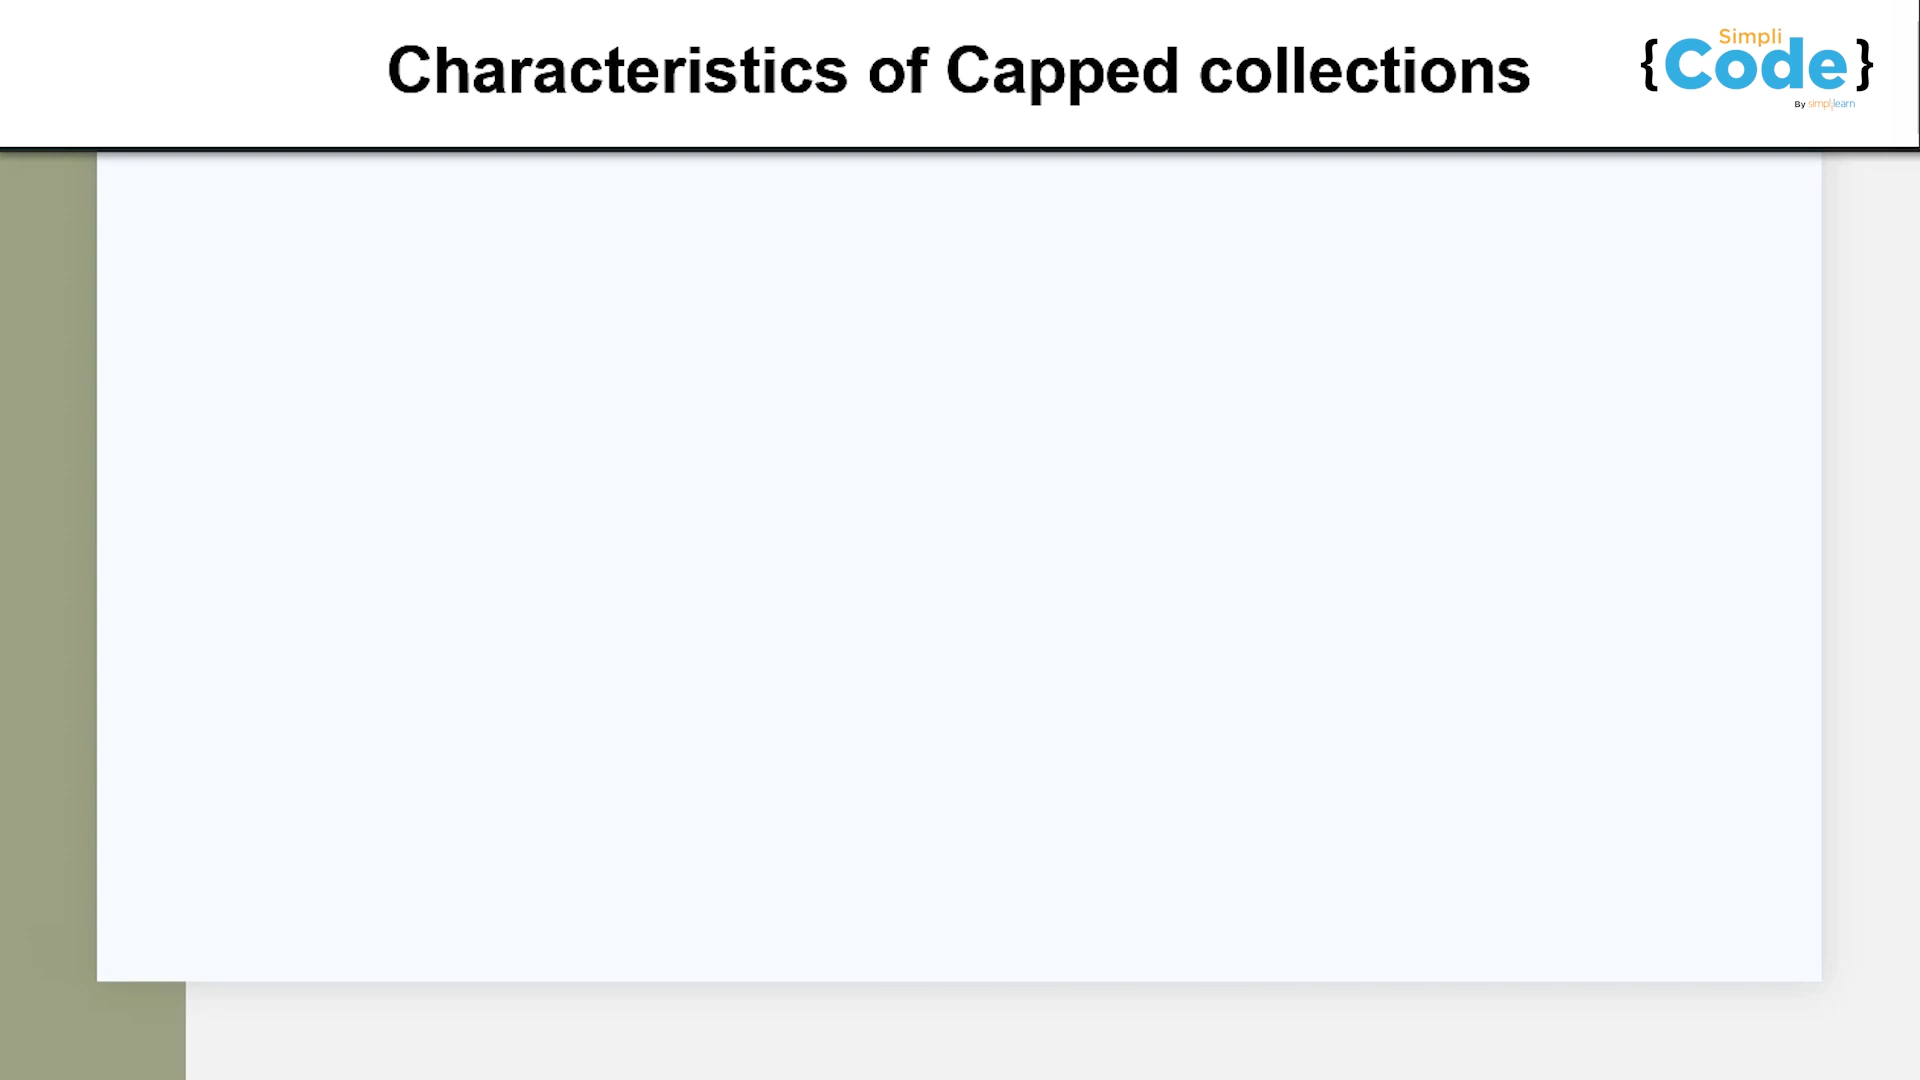 Characteristics of Capped collections
{Simpli Code}
By simplilearn